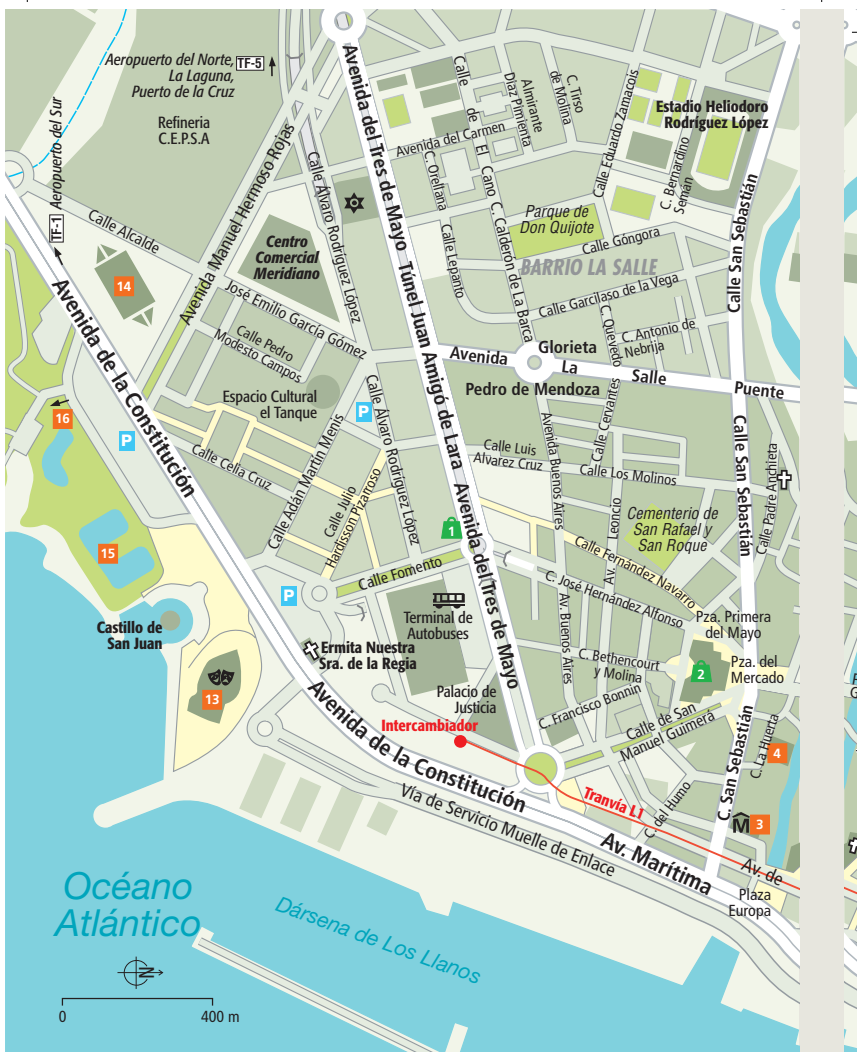 Aeropuerto del Norte,
La Laguna,
Puerto de la Cruz
TF-5
Refineria
C.E.P.S.A
Aeropuerto del Sur
TF-1
Avenida Manuel Hermoso Rojas
Calle Álvaro Rodríguez López
Avenida del Tres de Mayo
Túnel Juan Amigó de Lara
Avenida del Tres de Mayo
Calle de El Cano
Almirante
Díaz Pimienta
C. Tirso
de Molina
Avenida del Carmen
C. Orellana
Calle Lepanto
C. Calderón de La Barca
Calle Eduardo Zamacois
Estadio Heliodoro
Rodríguez López
C. Bernardino
Semán
Calle San Sebastián
Parque de
Don Quijote
Calle Góngora
BARRIO LA SALLE
Calle Garcilaso de la Vega
C. Quevedo
C. Antonio de
Nebrija
Calle Alcalde
14
Centro
Comercial
Meridiano
José Emilio García Gómez
Calle Pedro
Modesto Campos
Avenida de la Constitución
Glorieta
Avenida La Salle
Puente
Pedro de Mendoza
Espacio Cultural
el Tanque
P
16
P
Calle Celia Cruz
Calle Adán Martín Menis
Calle Álvaro Rodríguez López
Calle Julio
Hardisson Pizarroso
Calle Luis
Alvarez Cruz
Avenida Buenos Aires
Calle Cervantes
Calle Los Molinos
Calle San Sebastián
Calle Padre Anchieta
Cementerio de
San Rafael y
San Roque
Av. Leoncio
1
15
Calle Fomento
Calle Fernández Navarro
C. José Hernández Alfonso
P
Av. Buenos Aires
Castillo de
San Juan
Terminal de
Autobuses
Pza. Primera
del Mayo
Ermita Nuestra
Sra. de la Regia
C. Bethencourt
y Molina
2
Pza. del
Mercado
13
Palacio de
Justicia
C. Francisco Bonnin
Calle de San
Manuel Guimerá
Intercambiador
Avenida de la Constitución
Tranvía L1
C. del Humo
C. San Sebastián
C. La Huerta
4
3
Vía de Servicio Muelle de Enlace
Av. Marítima
Av. de
Plaza
Europa
Océano
Atlántico
Dársena de Los Llanos
N
0
400 m